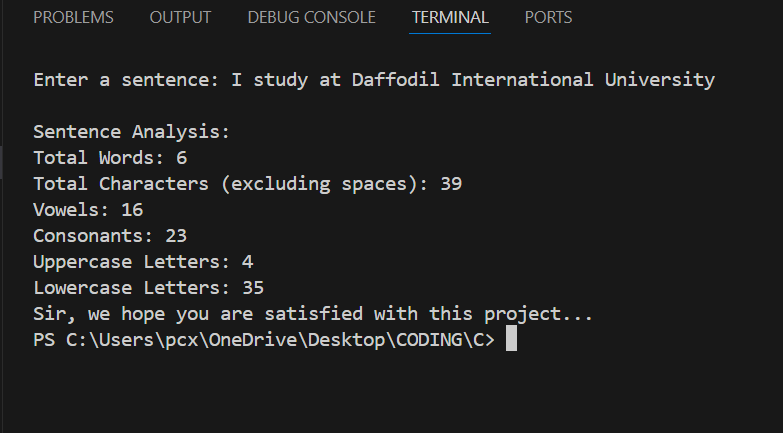 PROBLEMS OUTPUT DEBUG CONSOLE TERMINAL PORTS
Enter a sentence: I study at Daffodil International University
Sentence Analysis:
Total Words: 6
Total Characters (excluding spaces): 39
Vowels: 16
Consonants: 23
Uppercase Letters: 4
Lowercase Letters: 35
Sir, we hope you are satisfied with this project...
PS C:\Users\pcx\OneDrive\Desktop\CODING\C>